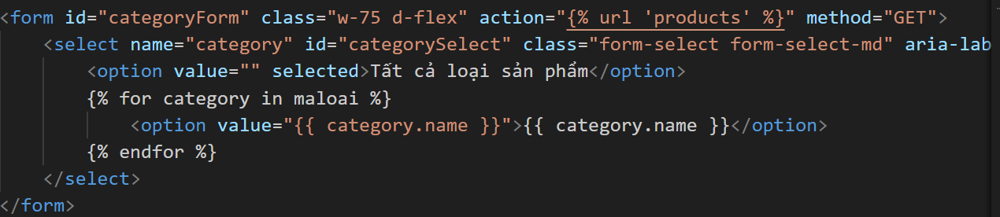 <form id="categoryForm" class="w-75 d-flex" action="{% url 'products' %}" method="GET">
<select name="category" id="categorySelect" class="form-select form-select-md" aria-lab
<option value="" selected>Tất cả loại sản phẩm</option>
{% for category in maloai %}
<option value="{{ category.name }}">{{ category.name }}</option>
{% endfor %}
</select>
</form>